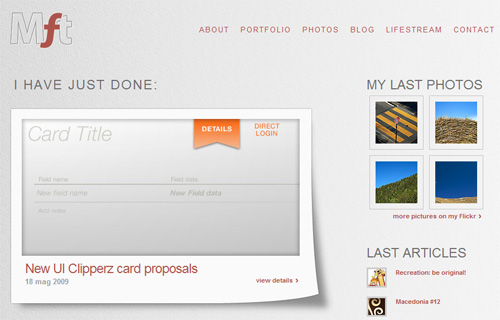 Mft
ABOUT PORTFOLIO PHOTOS BLOG LIFESTREAM CONTACT
I HAVE JUST DONE:
Card Title
DETAILS
DIRECT
LOGIN
Field name Field data
New field name New Field data
Add notes
New UI Clipperz card proposals
18 mag 2009
view details ›
MY LAST PHOTOS
more pictures on my Flickr ›
LAST ARTICLES
Recreation: be original!
Macedonia #12